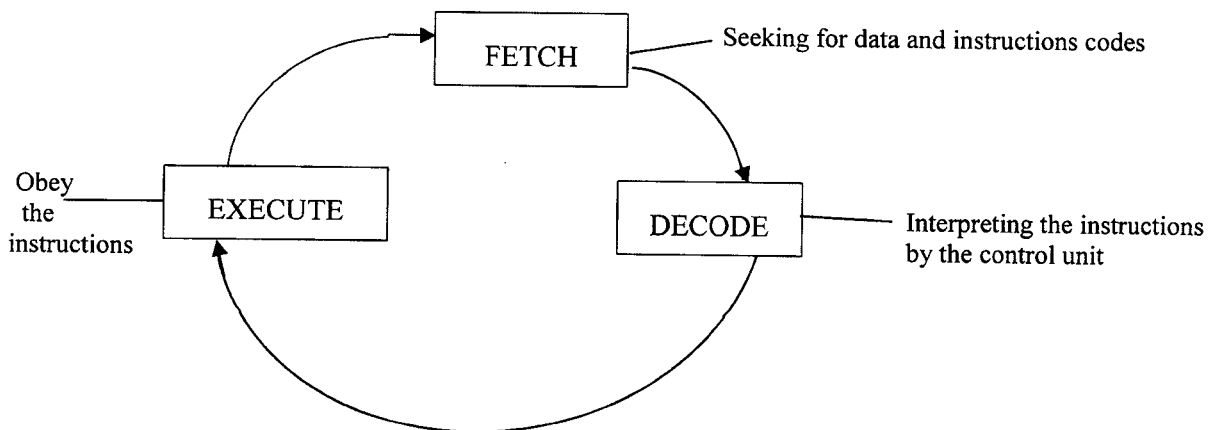 FETCH
Seeking for data and instructions codes
DECODE
Interpreting the instructions
by the control unit
EXECUTE
Obey
the
instructions